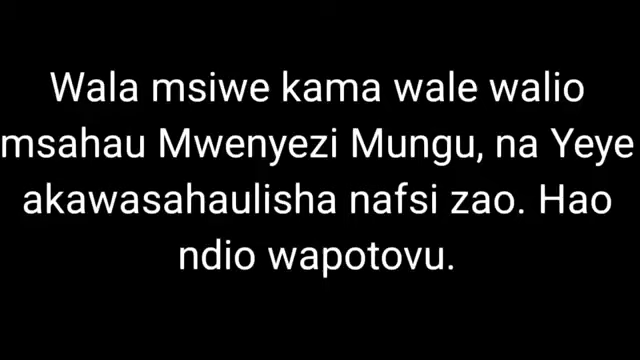 Wala msiwe kama wale walio
msahau Mwenyezi Mungu, na Yeye
akawasahaulisha nafsi zao. Hao
ndio wapotovu.